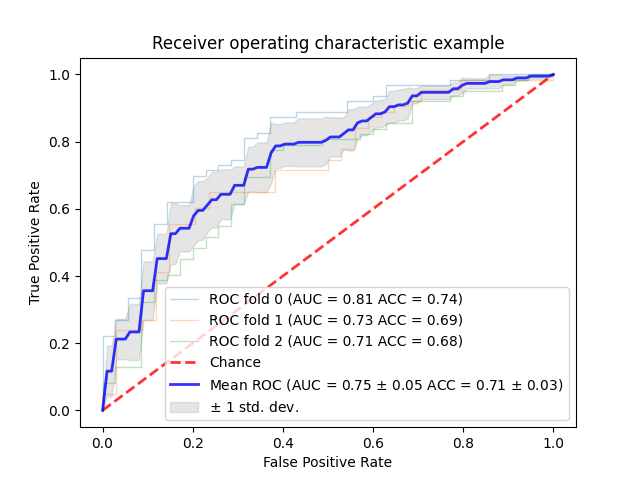 Receiver operating characteristic example
True Positive Rate
1.0
0.8
0.6
0.4
0.2
0.0
ROC fold 0 (AUC = 0.81 ACC = 0.74)
ROC fold 1 (AUC = 0.73 ACC = 0.69)
ROC fold 2 (AUC = 0.71 ACC = 0.68)
Chance
Mean ROC (AUC = 0.75 ± 0.05 ACC = 0.71 ± 0.03)
± 1 std. dev.
0.0 0.2 0.4 0.6 0.8 1.0
False Positive Rate